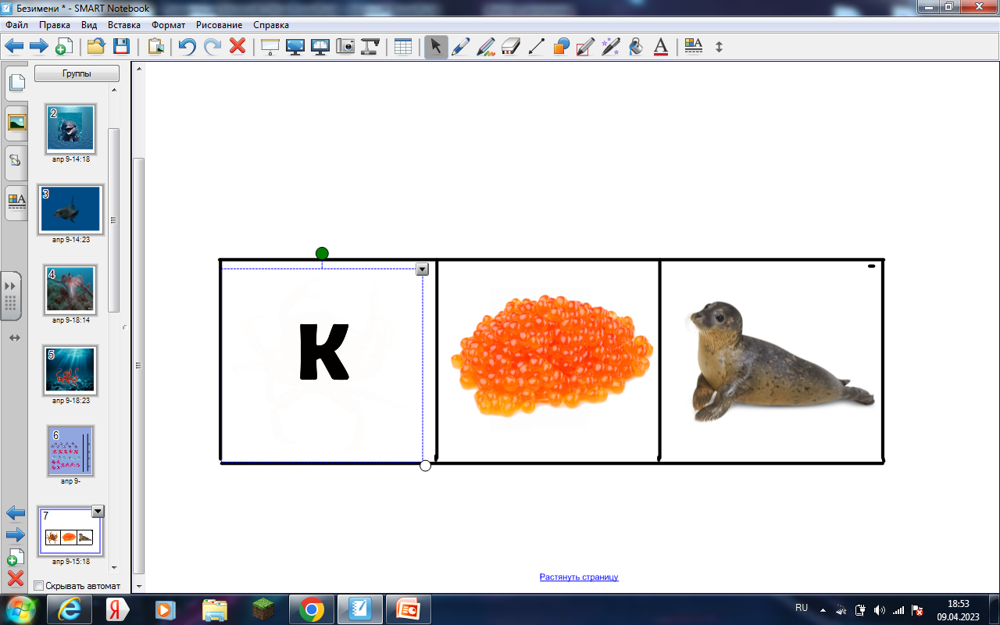 Безимени * - SMART Notebook
Файл Правка Вид Вставка Формат Рисование Справка
Группы
2
апр 9-14:18
3
апр 9-14:23
4
апр 9-18:14
5
апр 9-18:23
6
апр 9-
7
апр 9-15:18
Скрывать автомат
К
Растянуть страницу
RU
18:53
09.04.2023